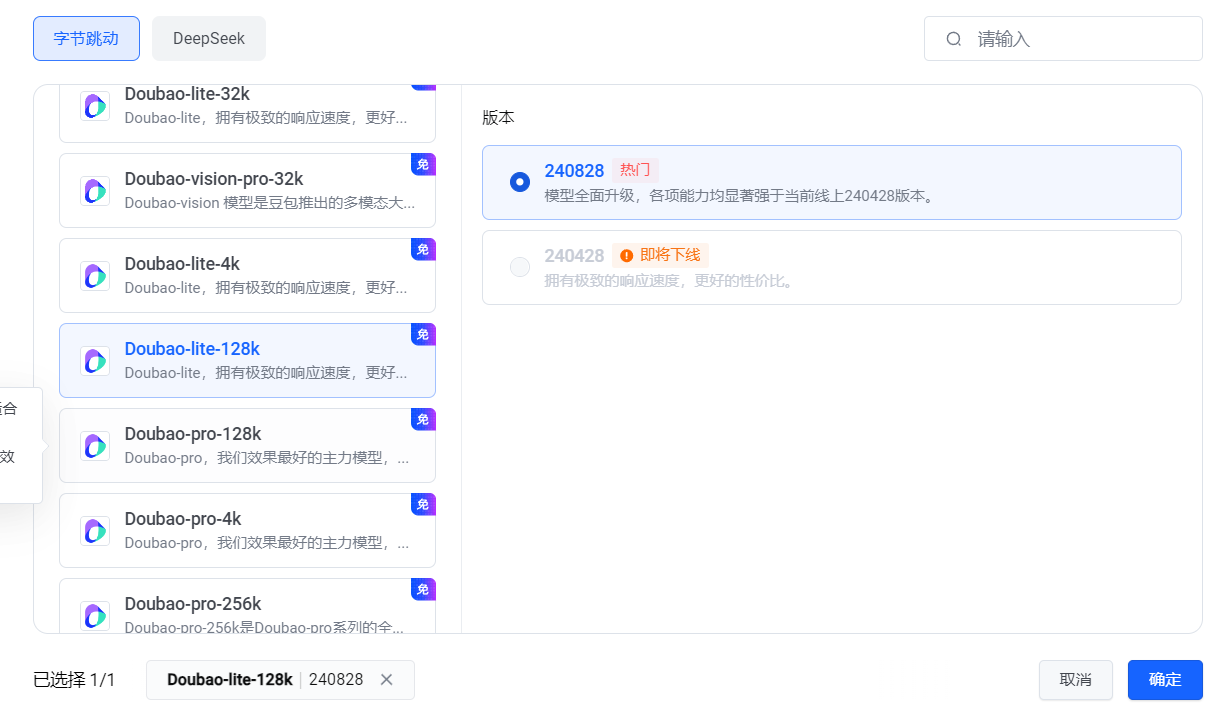 字节跳动
DeepSeek
请输入
Doubao-lite-32k
Doubao-lite，拥有极致的响应速度，更好...
免
Doubao-vision-pro-32k
Doubao-vision 模型是豆包推出的多模态大...
免
Doubao-lite-4k
Doubao-lite，拥有极致的响应速度，更好...
免
Doubao-lite-128k
Doubao-lite，拥有极致的响应速度，更好...
免
Doubao-pro-128k
Doubao-pro，我们效果最好的主力模型，...
免
Doubao-pro-4k
Doubao-pro，我们效果最好的主力模型，...
免
Doubao-pro-256k
Doubao-pro-256k是Doubao-pro系列的全...
合
效
版本
240828 热门
模型全面升级，各项能力均显著强于当前线上240428版本。
240428 即将下线
拥有极致的响应速度，更好的性价比。
已选择 1/1
Doubao-lite-128k | 240828
取消
确定